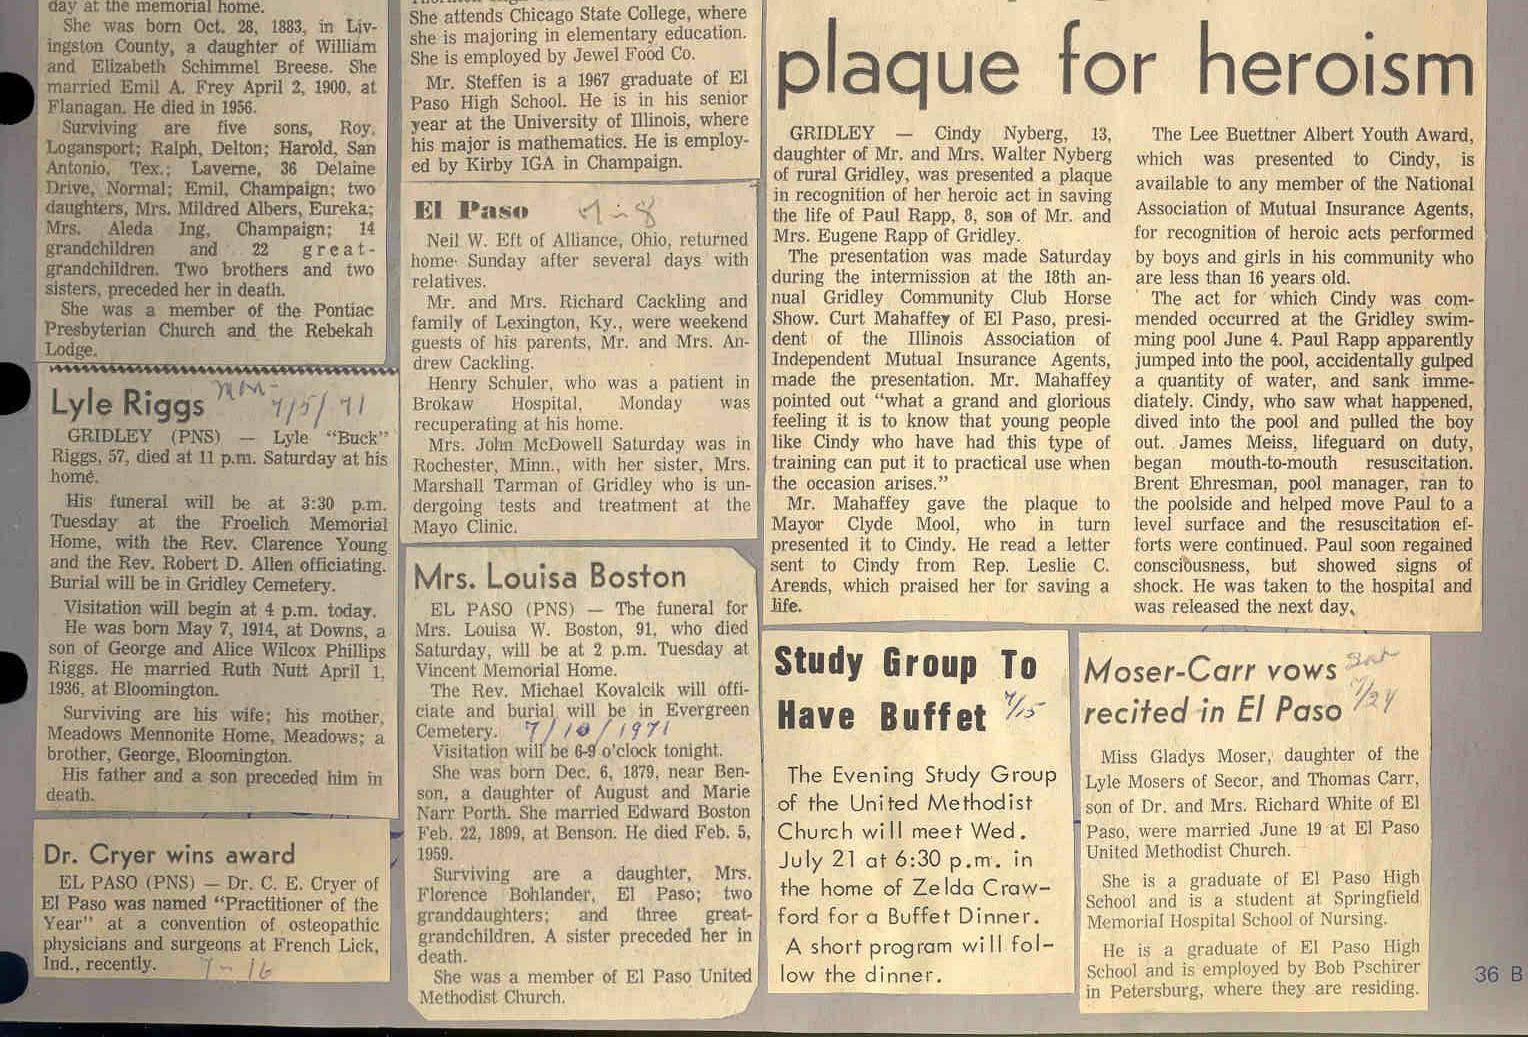 day at the memorial home.
She was born Oct. 28, 1883, in Liv-
ingston County, a daughter of William
and Elizabeth Schimmel Breese. She
married Emil A. Frey April 2, 1900, at
Flanagan. He died in 1956.
Surviving are five sons, Roy,
Logansport; Ralph, Delton; Harold, San
Antonio, Tex.; Laverne, 36 Delaine
Drive, Normal; Emil, Champaign; two
daughters, Mrs. Mildred Albers, Eureka;
Mrs. Aleda Ing, Champaign; 14
grandchildren and 22 great-
grandchildren. Two brothers and two
sisters, preceded her in death.
She was a member of the Pontiac
Presbyterian Church and the Rebekah
Lodge.
Lyle Riggs
Mon-
7/5/71
GRIDLEY (PNS) — Lyle "Buck"
Riggs, 57, died at 11 p.m. Saturday at his
home.
His funeral will be at 3:30 p.m.
Tuesday at the Froelich Memorial
Home, with the Rev. Clarence Young
and the Rev. Robert D. Allen officiating.
Burial will be in Gridley Cemetery.
Visitation will begin at 4 p.m. today.
He was born May 7, 1914, at Downs, a
son of George and Alice Wilcox Phillips
Riggs. He married Ruth Nutt April 1,
1936, at Bloomington.
Surviving are his wife; his mother,
Meadows Mennonite Home, Meadows; a
brother, George, Bloomington.
His father and a son preceded him in
death.
Dr. Cryer wins award
EL PASO (PNS) — Dr. C. E. Cryer of
El Paso was named "Practitioner of the
Year" at a convention of osteopathic
physicians and surgeons at French Lick,
Ind., recently.
7-16
She attends Chicago State College, where
she is majoring in elementary education.
She is employed by Jewel Food Co.
Mr. Steffen is a 1967 graduate of El
Paso High School. He is in his senior
year at the University of Illinois, where
his major is mathematics. He is employ-
ed by Kirby IGA in Champaign.
El Paso
7-8
Neil W. Eft of Alliance, Ohio, returned
home Sunday after several days with
relatives.
Mr. and Mrs. Richard Cackling and
family of Lexington, Ky., were weekend
guests of his parents, Mr. and Mrs. An-
drew Cackling.
Henry Schuler, who was a patient in
Brokaw Hospital, Monday was
recuperating at his home.
Mrs. John McDowell Saturday was in
Rochester, Minn., with her sister, Mrs.
Marshall Tarman of Gridley who is un-
dergoing tests and treatment at the
Mayo Clinic.
Mrs. Louisa Boston
EL PASO (PNS) — The funeral for
Mrs. Louisa W. Boston, 91, who died
Saturday, will be at 2 p.m. Tuesday at
Vincent Memorial Home.
The Rev. Michael Kovalcik will offi-
ciate and burial will be in Evergreen
Cemetery. 7/10/1971
Visitation will be 6-9 o'clock tonight.
She was born Dec. 6, 1879, near Ben-
son, a daughter of August and Marie
Narr Porth. She married Edward Boston
Feb. 22, 1899, at Benson. He died Feb. 5,
1959.
Surviving are a daughter, Mrs.
Florence Bohlander, El Paso; two
granddaughters; and three great-
grandchildren. A sister preceded her in
death.
She was a member of El Paso United
Methodist Church.
plaque for heroism
GRIDLEY — Cindy Nyberg, 13,
daughter of Mr. and Mrs. Walter Nyberg
of rural Gridley, was presented a plaque
in recognition of her heroic act in saving
the life of Paul Rapp, 8, son of Mr. and
Mrs. Eugene Rapp of Gridley.
The presentation was made Saturday
during the intermission at the 18th an-
nual Gridley Community Club Horse
Show. Curt Mahaffey of El Paso, presi-
dent of the Illinois Association of
Independent Mutual Insurance Agents,
made the presentation. Mr. Mahaffey
pointed out "what a grand and glorious
feeling it is to know that young people
like Cindy who have had this type of
training can put it to practical use when
the occasion arises."
Mr. Mahaffey gave the plaque to
Mayor Clyde Mool, who in turn
presented it to Cindy. He read a letter
sent to Cindy from Rep. Leslie C.
Arends, which praised her for saving a
life.
The Lee Buettner Albert Youth Award,
which was presented to Cindy, is
available to any member of the National
Association of Mutual Insurance Agents,
for recognition of heroic acts performed
by boys and girls in his community who
are less than 16 years old.
The act for which Cindy was com-
mended occurred at the Gridley swim-
ming pool June 4. Paul Rapp apparently
jumped into the pool, accidentally gulped
a quantity of water, and sank imme-
diately. Cindy, who saw what happened,
dived into the pool and pulled the boy
out. James Meiss, lifeguard on duty,
began mouth-to-mouth resuscitation.
Brent Ehresman, pool manager, ran to
the poolside and helped move Paul to a
level surface and the resuscitation ef-
forts were continued. Paul soon regained
consciousness, but showed signs of
shock. He was taken to the hospital and
was released the next day.
Study Group To
Have Buffet
7/15
The Evening Study Group
of the United Methodist
Church will meet Wed.
July 21 at 6:30 p.m. in
the home of Zelda Craw-
ford for a Buffet Dinner.
A short program will fol-
low the dinner.
Moser-Carr vows
recited in El Paso
Sat
7/24
Miss Gladys Moser, daughter of the
Lyle Mosers of Secor, and Thomas Carr,
son of Dr. and Mrs. Richard White of El
Paso, were married June 19 at El Paso
United Methodist Church.
She is a graduate of El Paso High
School and is a student at Springfield
Memorial Hospital School of Nursing.
He is a graduate of El Paso High
School and is employed by Bob Pschirer
in Petersburg, where they are residing.
36 B